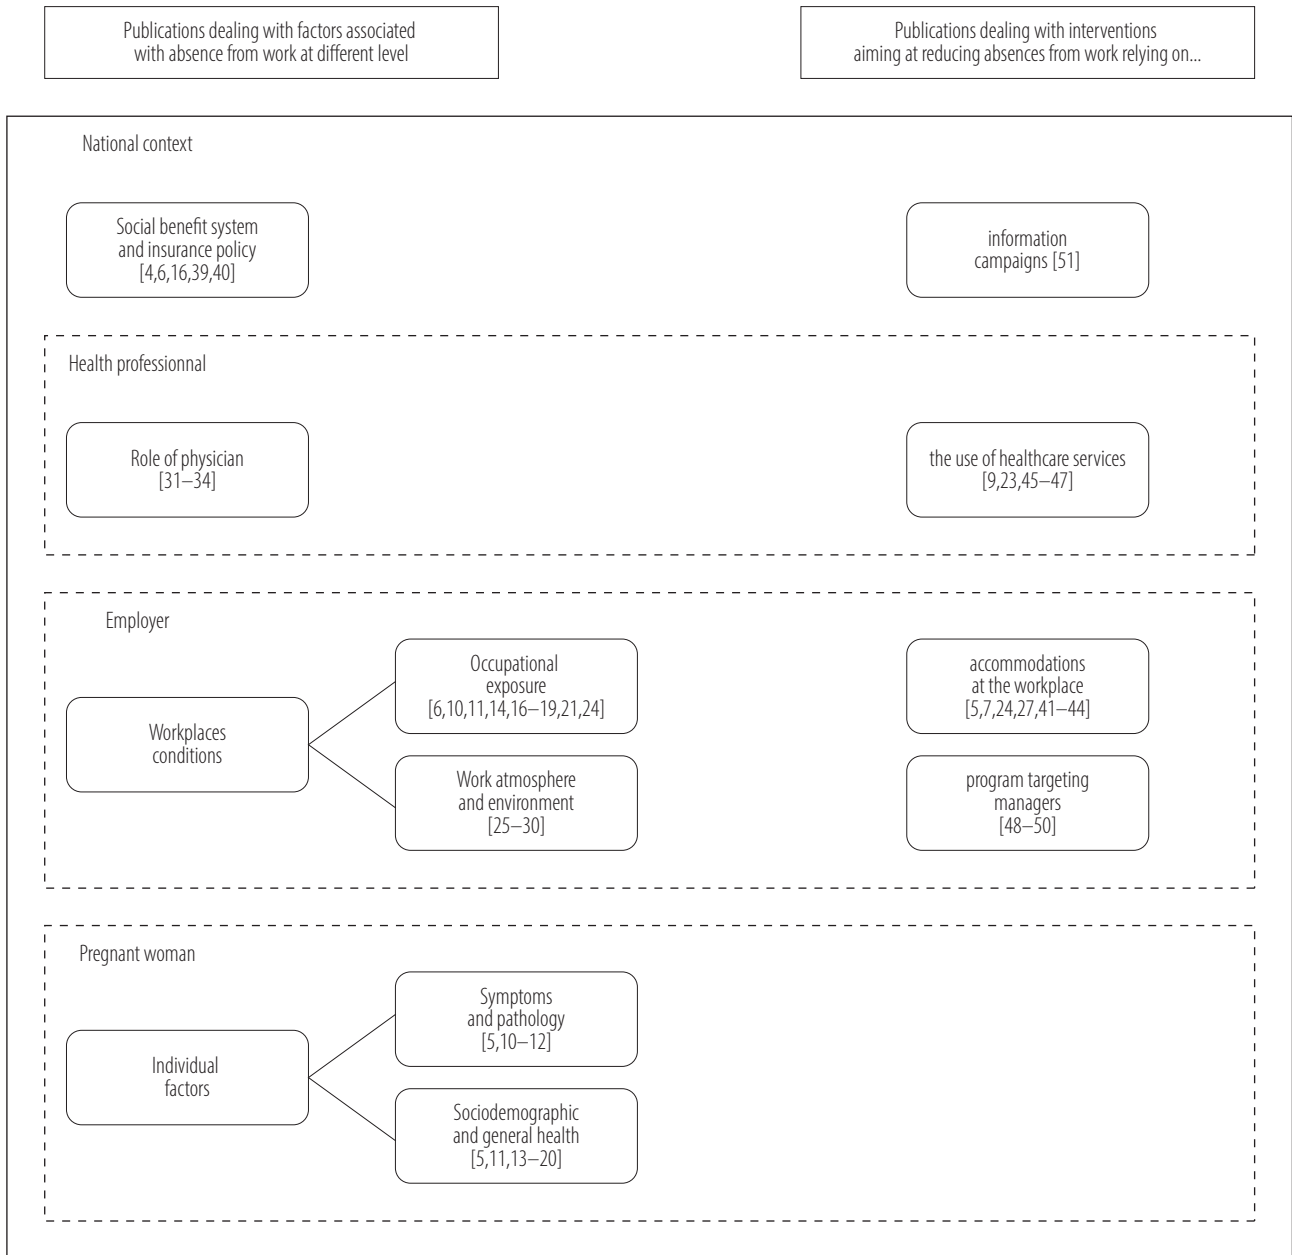 Publications dealing with factors associated
with absence from work at different level
Publications dealing with interventions
aiming at reducing absences from work relying on...
National context
Social benefit system
and insurance policy
[4,6,16,39,40]
information
campaigns [51]
Health professionnal
Role of physician
[31–34]
the use of healthcare services
[9,23,45–47]
Employer
Workplaces
conditions
Occupational
exposure
[6,10,11,14,16–19,21,24]
Work atmosphere
and environment
[25–30]
accommodations
at the workplace
[5,7,24,27,41–44]
program targeting
managers
[48–50]
Pregnant woman
Individual
factors
Symptoms
and pathology
[5,10–12]
Sociodemographic
and general health
[5,11,13–20]